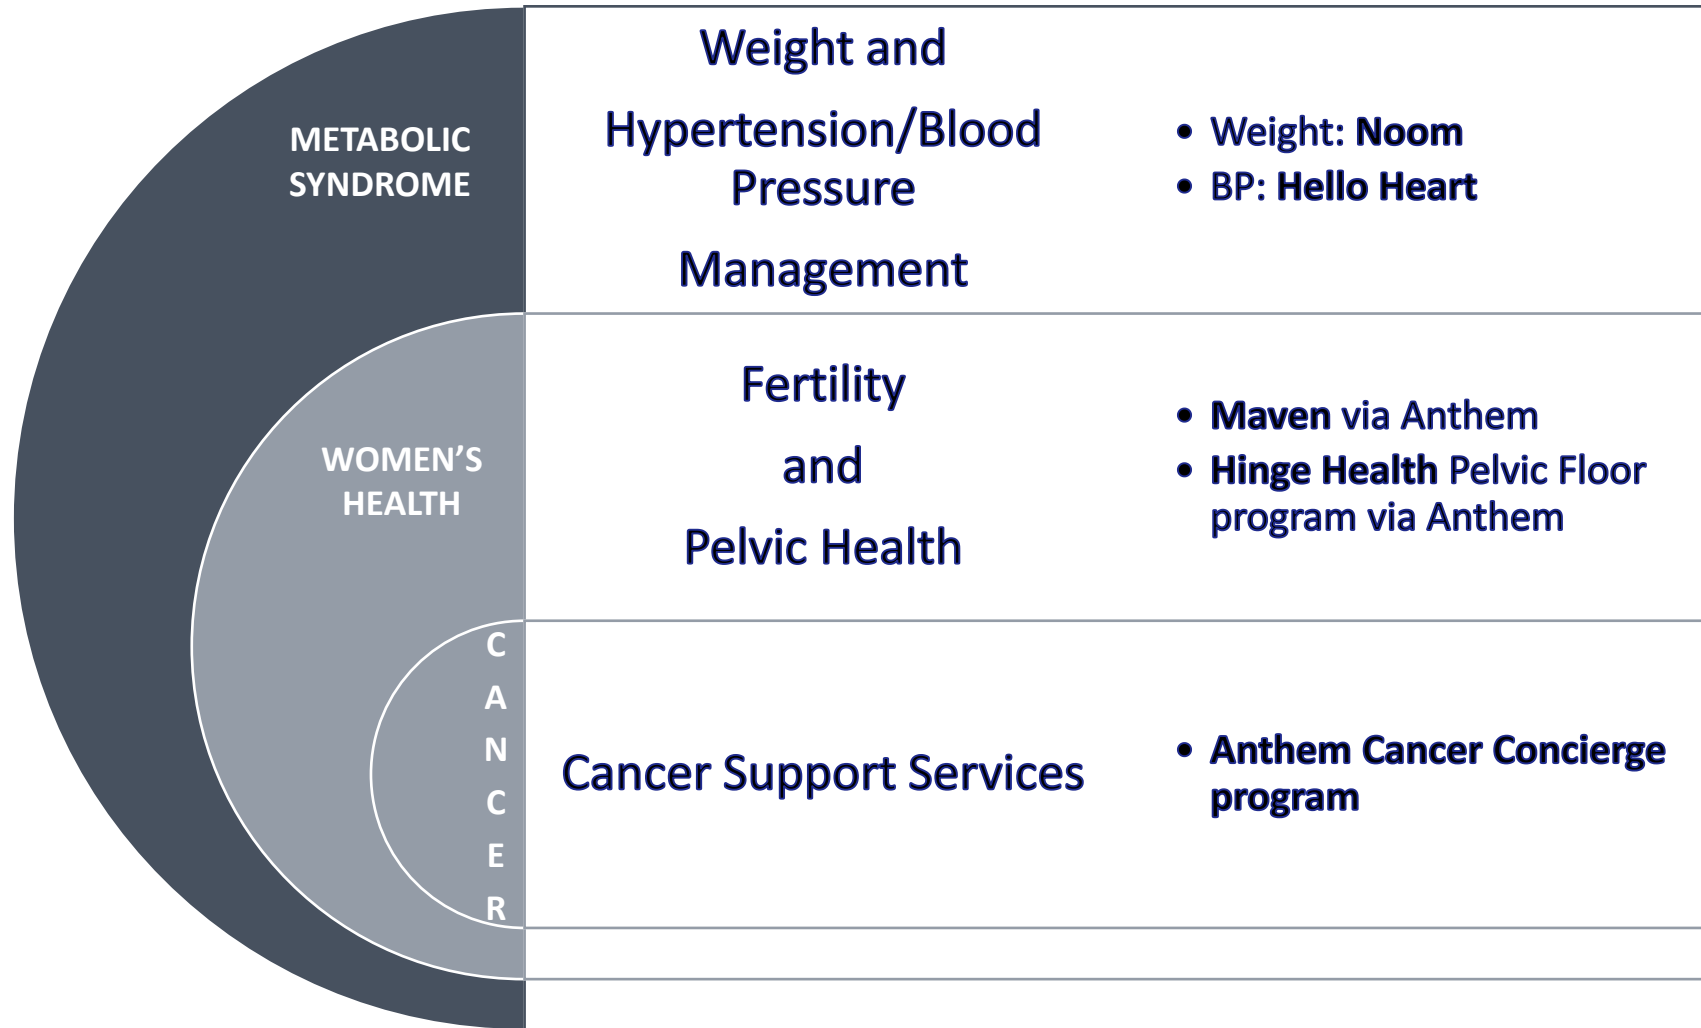 METABOLIC
SYNDROME
Weight and
Hypertension/Blood
Pressure
Management
• Weight: Noom
• BP: Hello Heart
WOMEN’S
HEALTH
Fertility
and
Pelvic Health
• Maven via Anthem
• Hinge Health Pelvic Floor
program via Anthem
C
A
N
C
E
R
Cancer Support Services
• Anthem Cancer Concierge
program